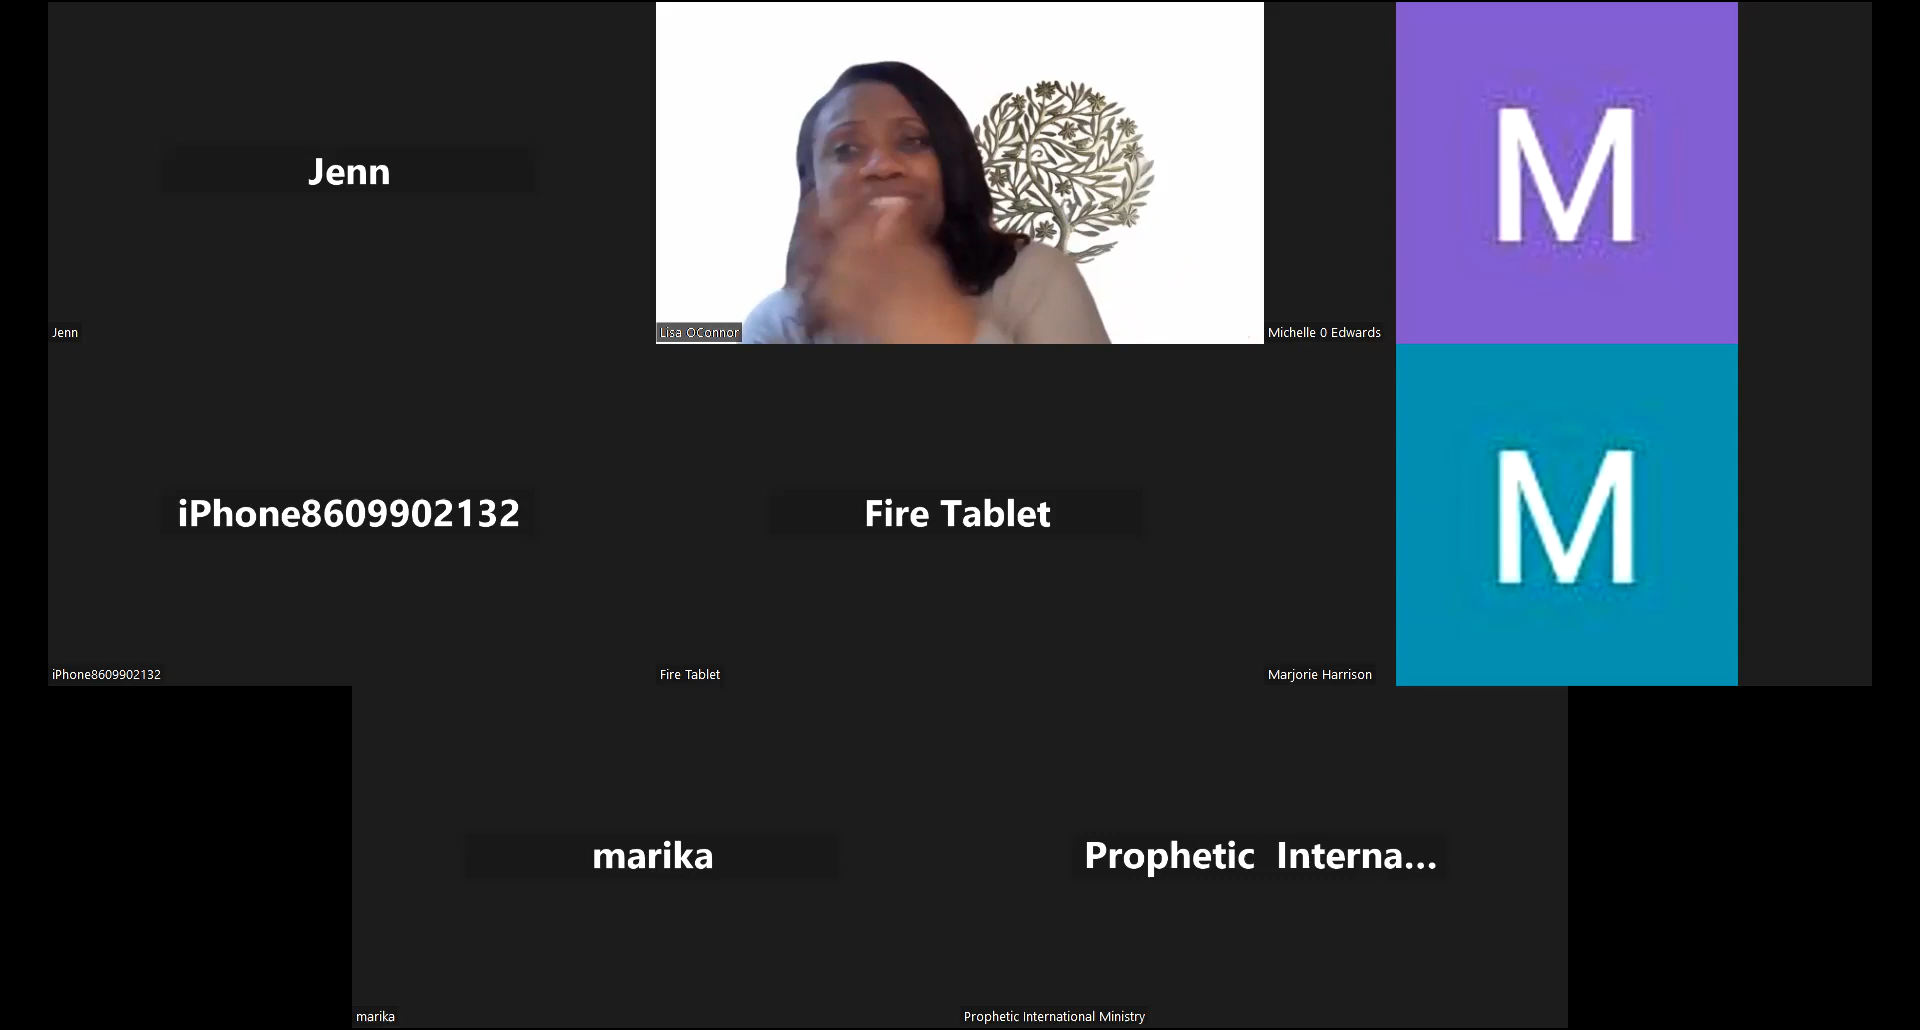 Jenn
Jenn
Lisa OConnor
M
Michelle 0 Edwards
iPhone8609902132
iPhone8609902132
Fire Tablet
Fire Tablet
M
Marjorie Harrison
marika
marika
Prophetic Interna...
Prophetic International Ministry